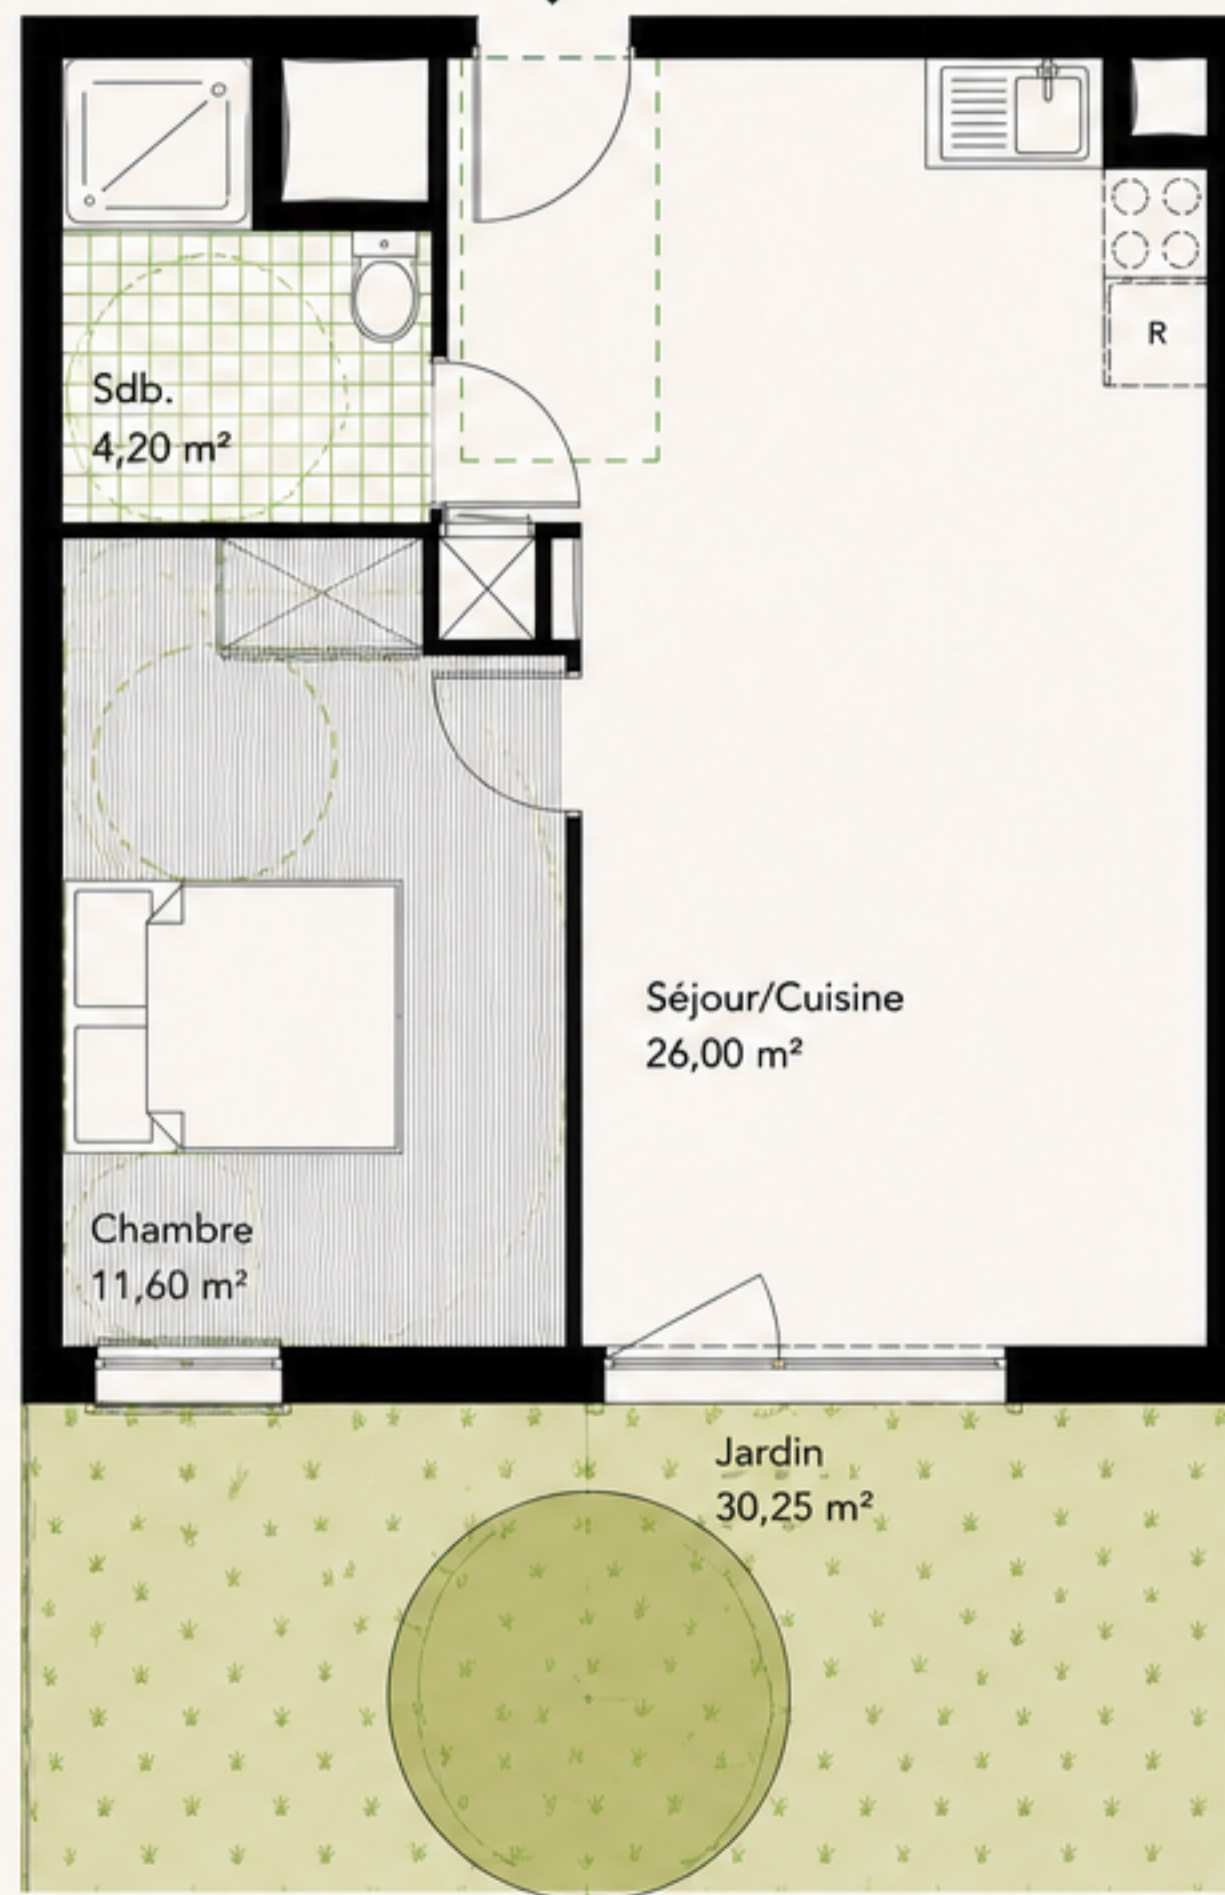 R
Sdb.
4,20 m²
Séjour/Cuisine
26,00 m²
Chambre
11,60 m²
Jardin
30,25 m²